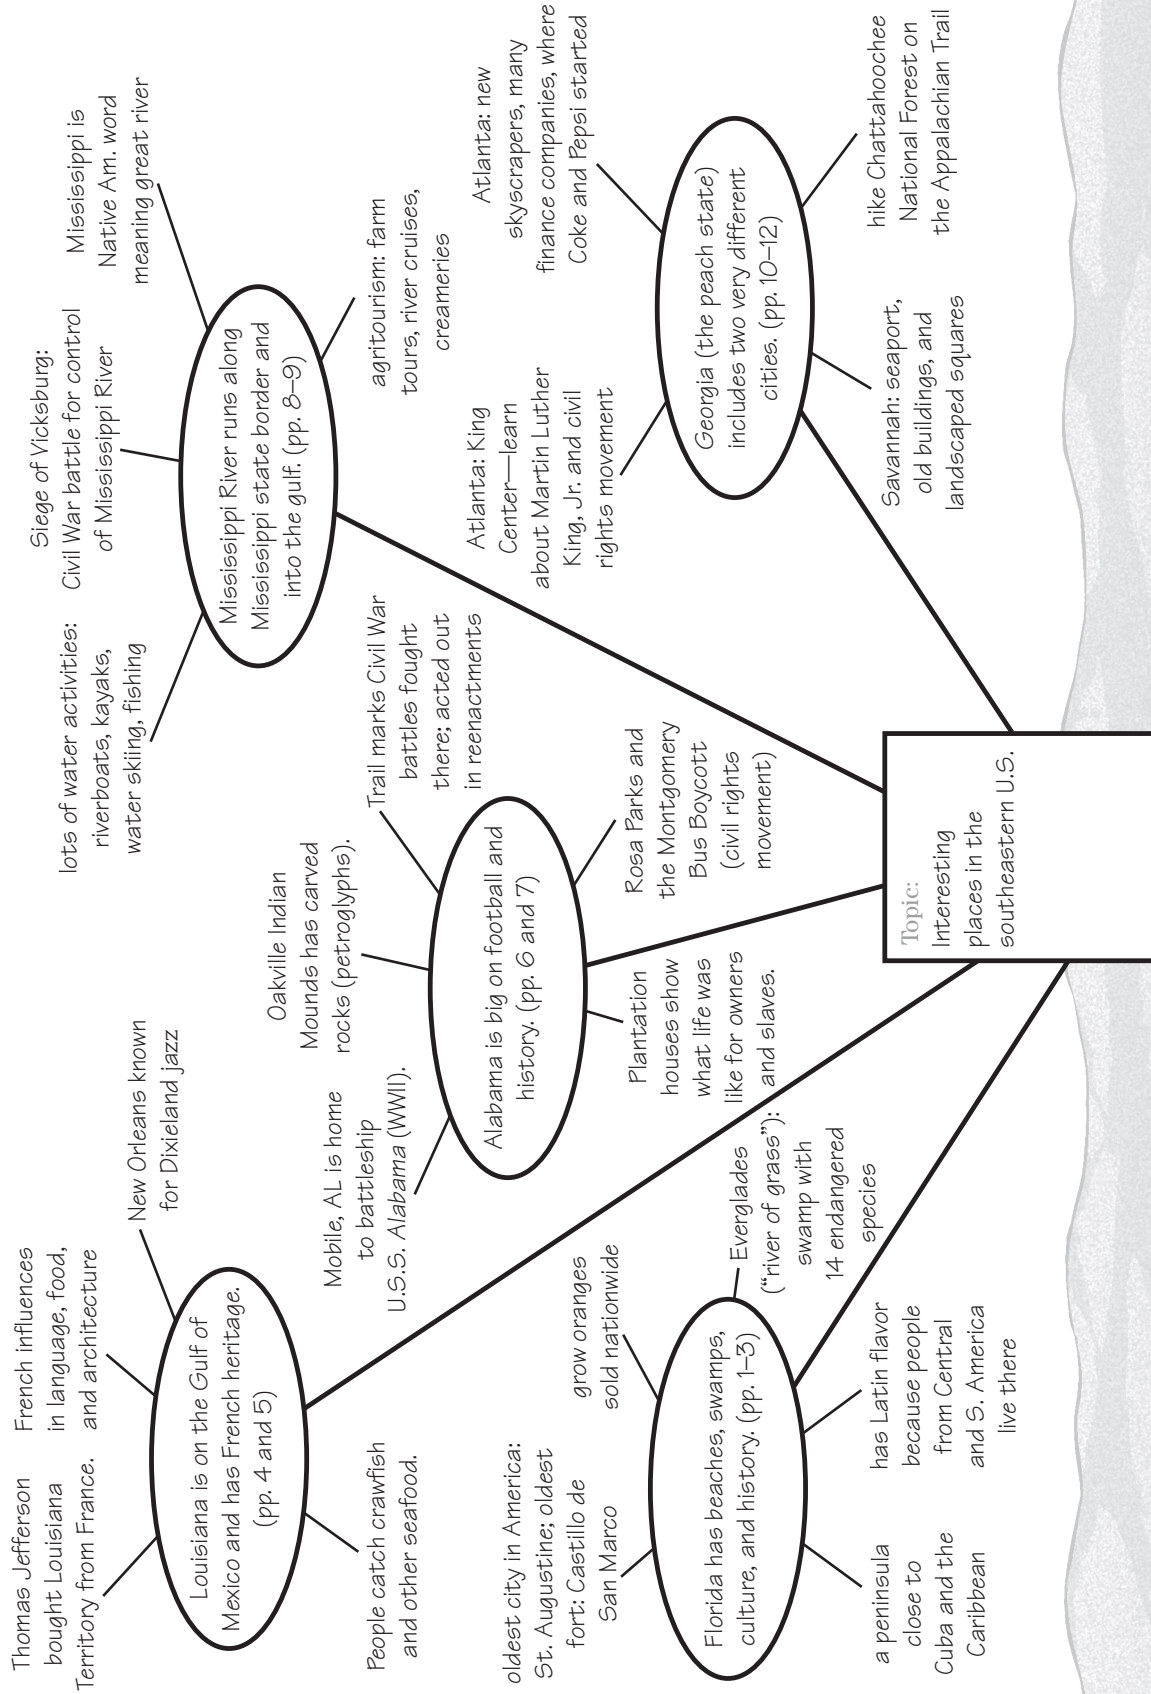 Thomas Jefferson
bought Louisiana
Territory from France.
French influences
in language, food,
and architecture
New Orleans known
for Dixieland jazz
Louisiana is on the Gulf of
Mexico and has French heritage.
(pp. 4 and 5)
People catch crawfish
and other seafood.
lots of water activities:
riverboats, kayaks,
water skiing, fishing
Siege of Vicksburg:
Civil War battle for control
of Mississippi River
Mississippi is
Native Am. word
meaning great river
Mississippi River runs along
Mississippi state border and
into the gulf. (pp. 8–9)
agritourism: farm
tours, river cruises,
creameries
Mobile, AL is home
to battleship
U.S.S. Alabama (WWII).
Oakville Indian
Mounds has carved
rocks (petroglyphs).
Trail marks Civil War
battles fought
there; acted out
in reenactments
Alabama is big on football and
history. (pp. 6 and 7)
Plantation
houses show
what life was
like for owners
and slaves.
Rosa Parks and
the Montgomery
Bus Boycott
(civil rights
movement)
oldest city in America:
St. Augustine; oldest
fort: Castillo de
San Marco
grow oranges
sold nationwide
Everglades
(“river of grass”):
swamp with
14 endangered
species
Florida has beaches, swamps,
culture, and history. (pp. 1–3)
a peninsula
close to
Cuba and the
Caribbean
has Latin flavor
because people
from Central
and S. America
live there
Atlanta: King
Center—learn
about Martin Luther
King, Jr. and civil
rights movement
Atlanta: new
skyscrapers, many
finance companies, where
Coke and Pepsi started
Georgia (the peach state)
includes two very different
cities. (pp. 10–12)
Savannah: seaport,
old buildings, and
landscaped squares
hike Chattahoochee
National Forest on
the Appalachian Trail
Topic:
Interesting
places in the
southeastern U.S.